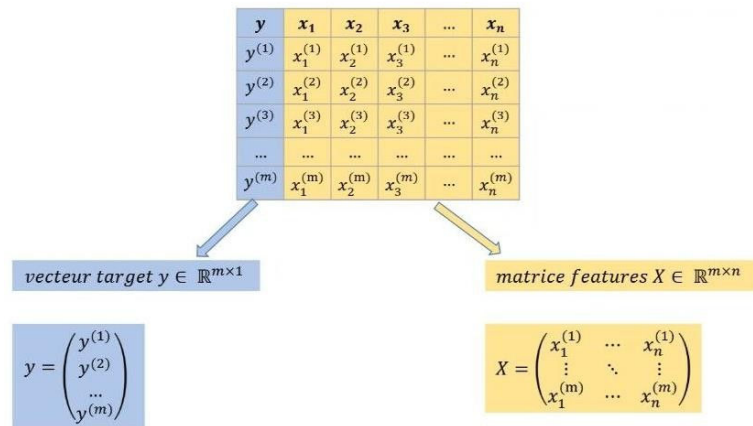 y x₁ x₂ x₃ ... xₙ
y⁽¹⁾ x₁⁽¹⁾ x₂⁽¹⁾ x₃⁽¹⁾ ... xₙ⁽¹⁾
y⁽²⁾ x₁⁽²⁾ x₂⁽²⁾ x₃⁽²⁾ ... xₙ⁽²⁾
y⁽³⁾ x₁⁽³⁾ x₂⁽³⁾ x₃⁽³⁾ ... xₙ⁽³⁾
... ... ... ... ... ...
y⁽ᵐ⁾ x₁⁽ᵐ⁾ x₂⁽ᵐ⁾ x₃⁽ᵐ⁾ ... xₙ⁽ᵐ⁾
vecteur target y ∈ ℝᵐˣ¹
matrice features X ∈ ℝᵐˣⁿ
y⁽¹⁾
y = y⁽²⁾
...
y⁽ᵐ⁾
x₁⁽¹⁾ ⋯ xₙ⁽¹⁾
X = ⋮ ⋱ ⋮
x₁⁽ᵐ⁾ ⋯ xₙ⁽ᵐ⁾